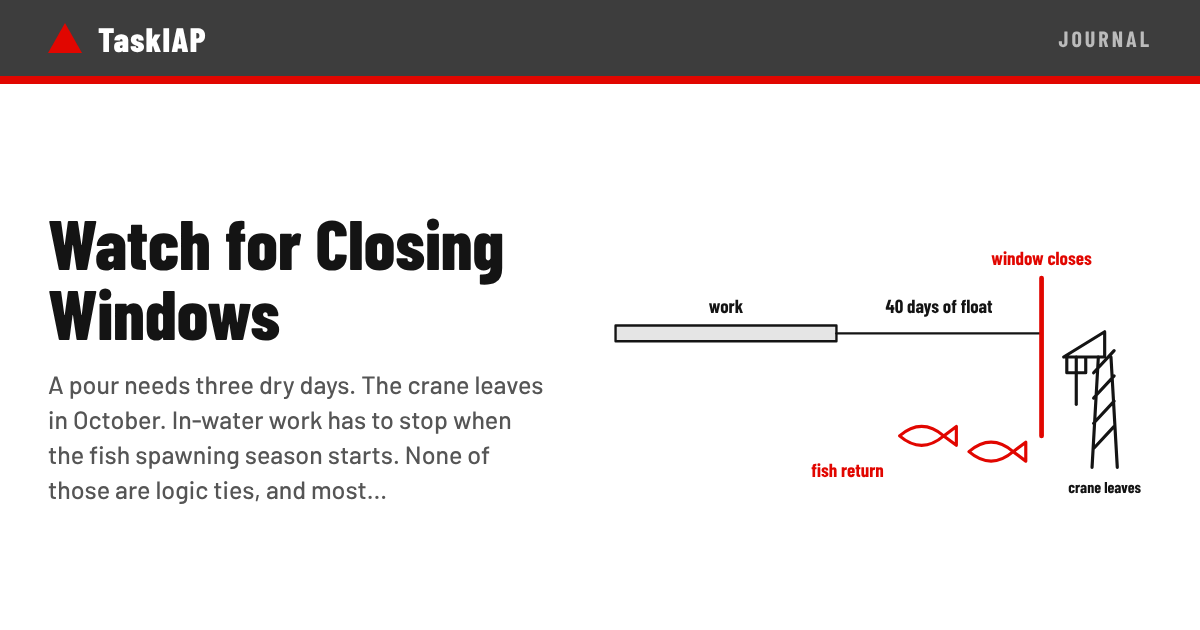 TaskIAP
JOURNAL
Watch for Closing
Windows
A pour needs three dry days. The crane leaves
in October. In-water work has to stop when
the fish spawning season starts. None of
those are logic ties, and most...
window closes
work
40 days of float
fish return
crane leaves